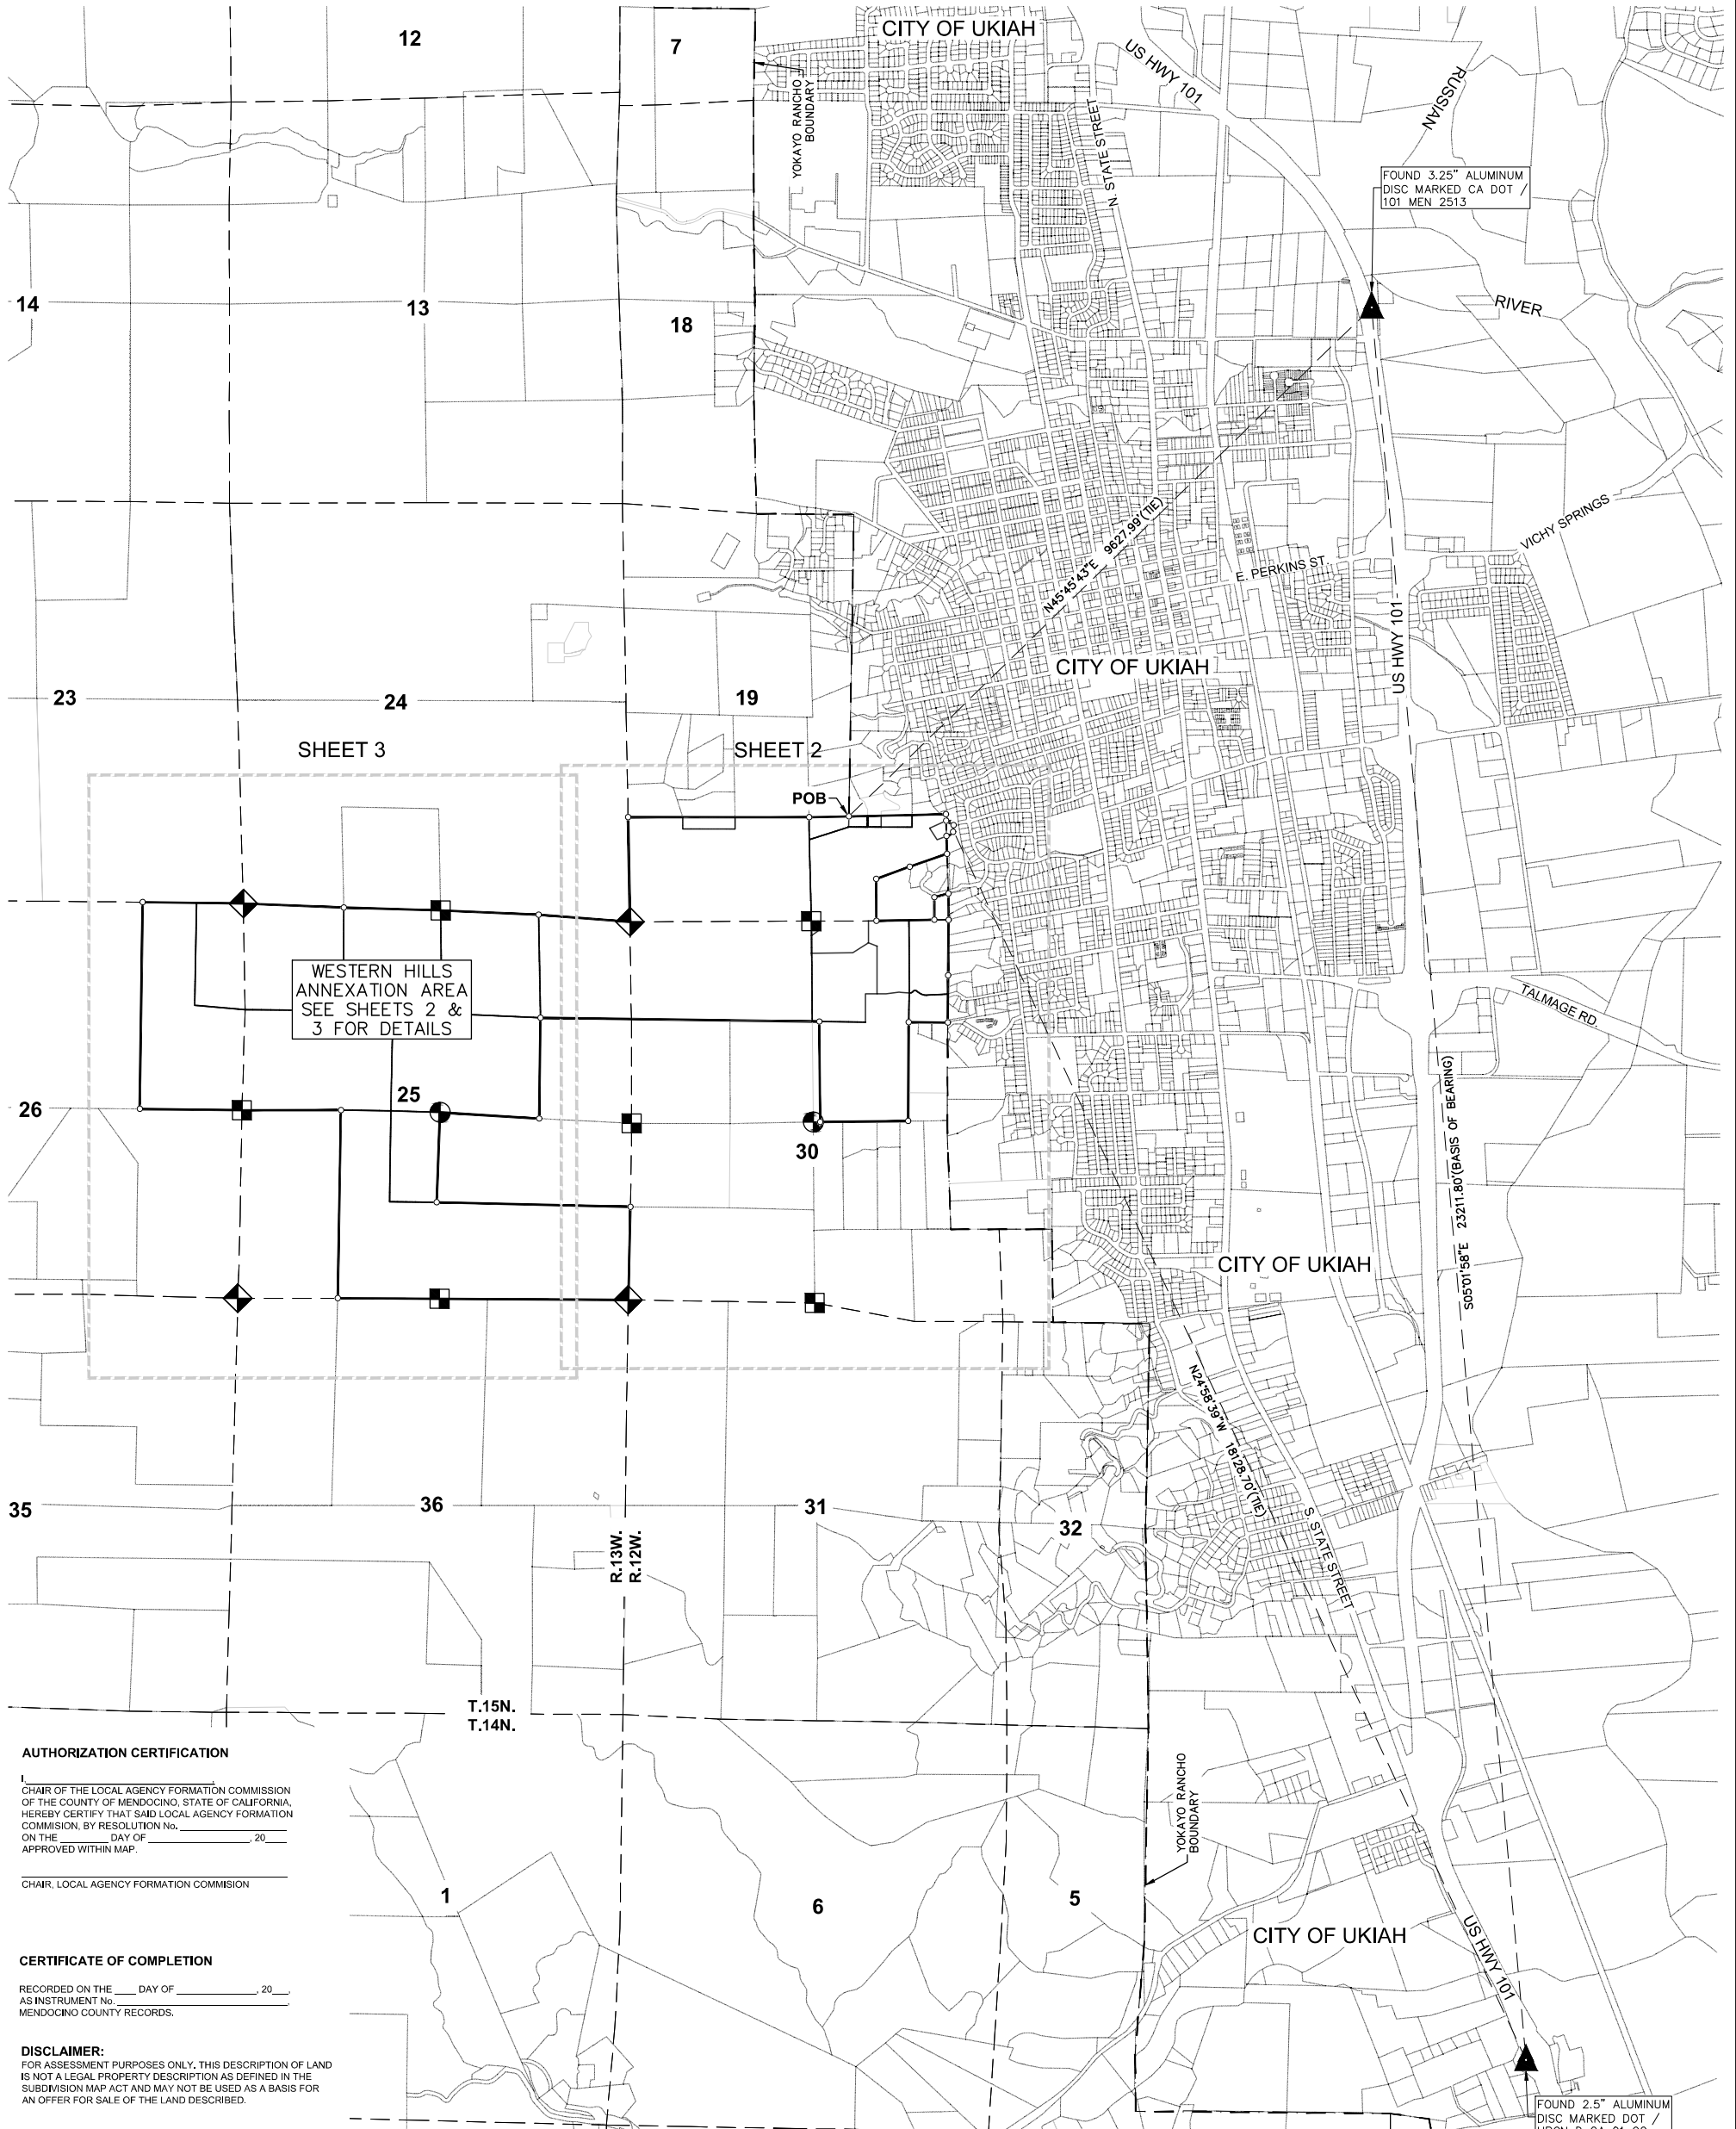 12
7
CITY OF UKIAH
US HWY 101
RUSSIAN
YOKAYO RANCHO
BOUNDARY
N. STATE STREET
FOUND 3.25" ALUMINUM
DISC MARKED CA DOT /
101 MEN 2513
14
13
18
RIVER
VICHY SPRINGS
N45°45'43"E 9627.99'(TIE)
E. PERKINS ST.
US HWY 101
CITY OF UKIAH
23
24
19
SHEET 3
SHEET 2
POB
WESTERN HILLS
ANNEXATION AREA
SEE SHEETS 2 &
3 FOR DETAILS
TALMAGE RD.
26
25
30
S05°01'58"E 23211.80'(BASIS OF BEARING)
CITY OF UKIAH
N24°58'39"W 18128.70'(TIE)
35
36
31
32
S. STATE STREET
R.13W.
R.12W.
T.15N.
T.14N.
AUTHORIZATION CERTIFICATION
I,
CHAIR OF THE LOCAL AGENCY FORMATION COMMISSION
OF THE COUNTY OF MENDOCINO, STATE OF CALIFORNIA,
HEREBY CERTIFY THAT SAID LOCAL AGENCY FORMATION
COMMISION, BY RESOLUTION No. ____
ON THE ____ DAY OF ____, 20__
APPROVED WITHIN MAP.
CHAIR, LOCAL AGENCY FORMATION COMMISION
YOKAYO RANCHO
BOUNDARY
1
6
5
CITY OF UKIAH
US HWY 101
CERTIFICATE OF COMPLETION
RECORDED ON THE ____ DAY OF ____, 20__,
AS INSTRUMENT No. ____,
MENDOCINO COUNTY RECORDS.
DISCLAIMER:
FOR ASSESSMENT PURPOSES ONLY. THIS DESCRIPTION OF LAND
IS NOT A LEGAL PROPERTY DESCRIPTION AS DEFINED IN THE
SUBDIVISION MAP ACT AND MAY NOT BE USED AS A BASIS FOR
AN OFFER FOR SALE OF THE LAND DESCRIBED.
FOUND 2.5" ALUMINUM
DISC MARKED DOT /